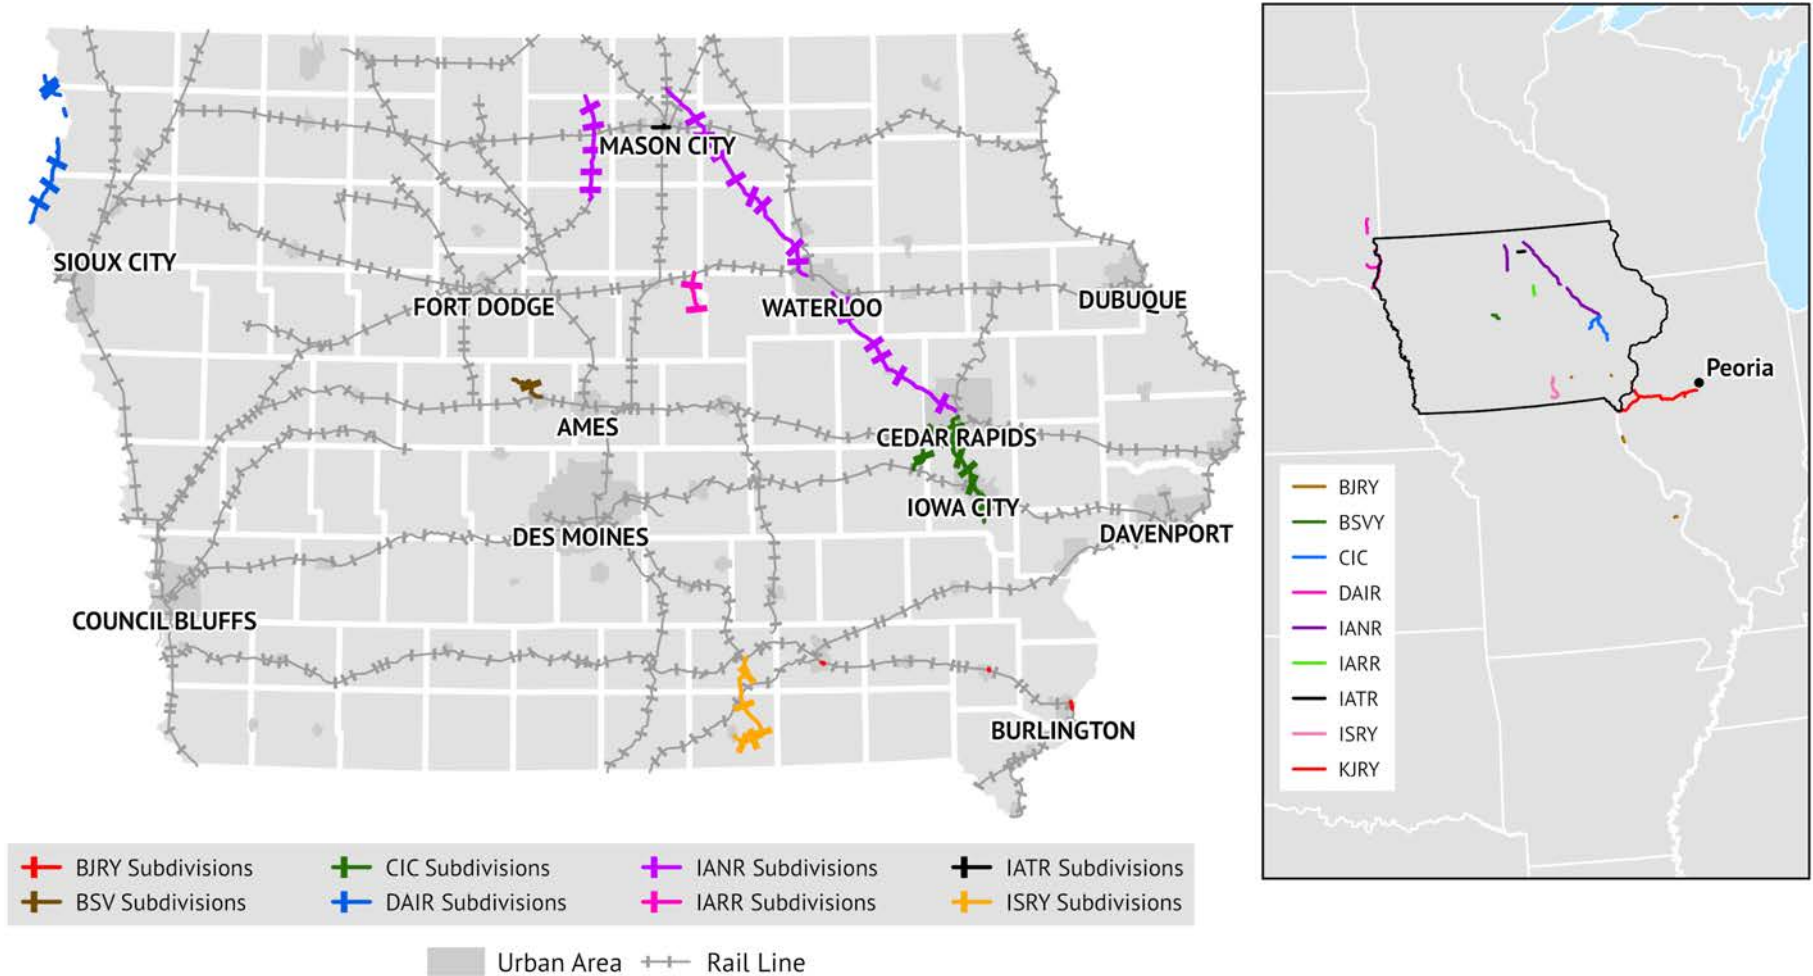 MASON CITY
SIOUX CITY
FORT DODGE
WATERLOO
DUBUQUE
AMES
CEDAR RAPIDS
IOWA CITY
DES MOINES
DAVENPORT
COUNCIL BLUFFS
BURLINGTON
BJRY Subdivisions
CIC Subdivisions
IANR Subdivisions
IATR Subdivisions
BSV Subdivisions
DAIR Subdivisions
IARR Subdivisions
ISRY Subdivisions
Urban Area
Rail Line
Peoria
BJRY
BSVY
CIC
DAIR
IANR
IARR
IATR
ISRY
KJRY